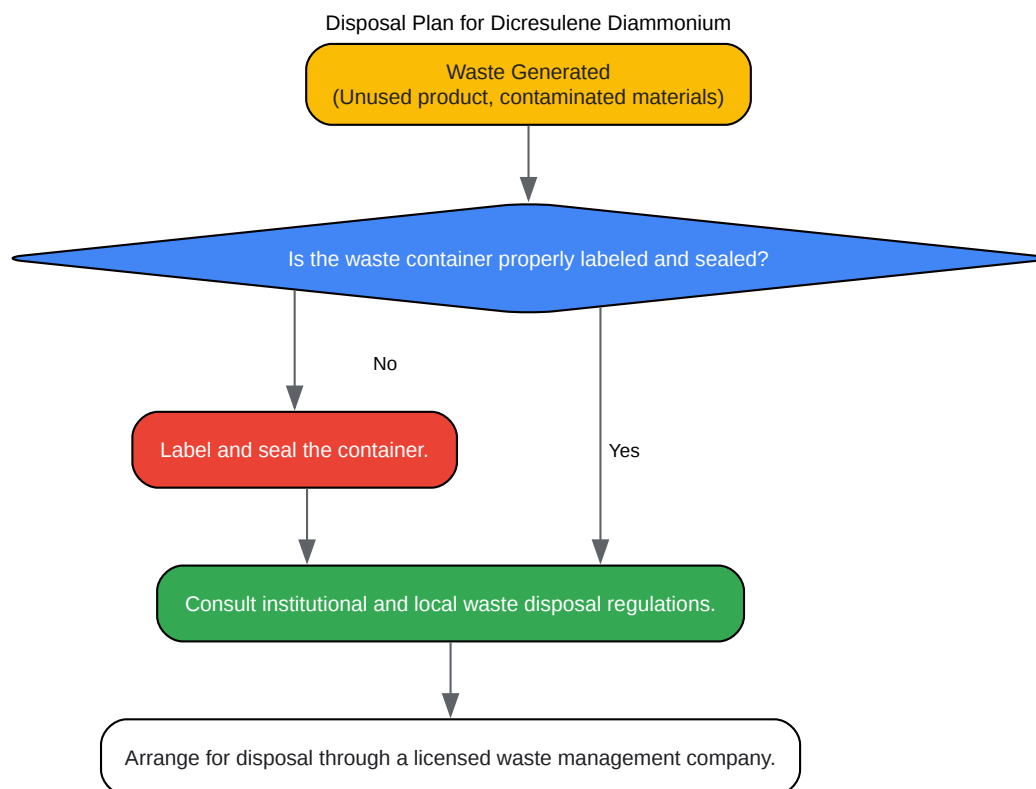 Disposal Plan for Dicresulene Diammonium
Waste Generated
(Unused product, contaminated materials)
Is the waste container properly labeled and sealed?
No
Label and seal the container.
Yes
Consult institutional and local waste disposal regulations.
Arrange for disposal through a licensed waste management company.